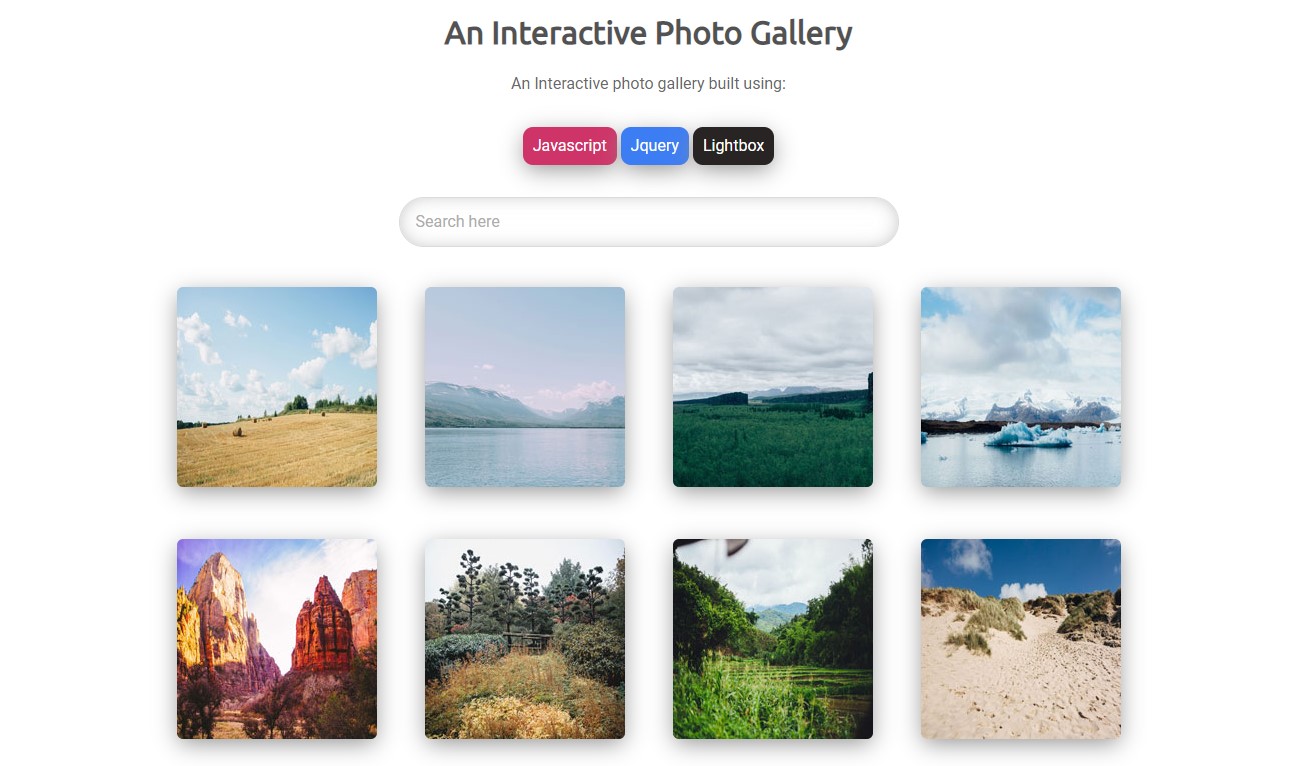 An Interactive Photo Gallery
An Interactive photo gallery built using:
Javascript Jquery Lightbox
Search here